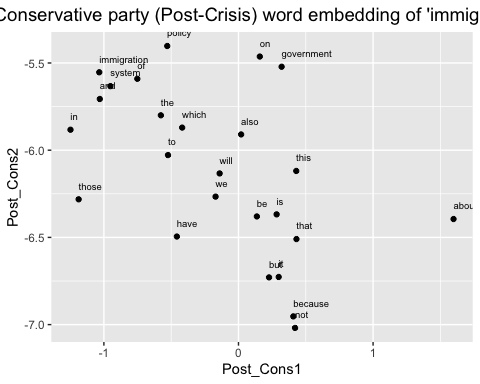 Conservative party (Post-Crisis) word embedding of 'immig
policy
on
immigration
government
of
system
and
-5.5
in
the
which
also
-6.0
to
this
will
those
we
be
is
abou
have
-6.5
that
but
it
because
not
-7.0
-1
0
1
Post_Cons1
Post_Cons2